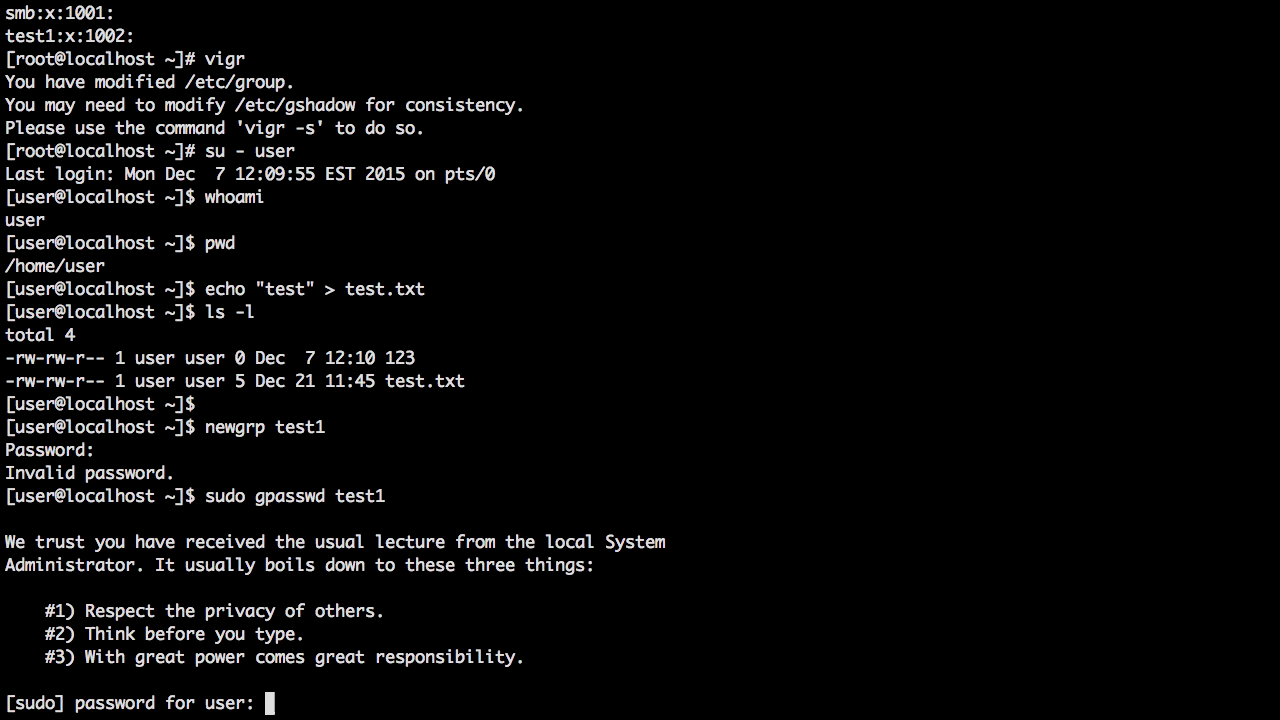 smb:x:1001:
test1:x:1002:
[root@localhost ~]# vigr
You have modified /etc/group.
You may need to modify /etc/gshadow for consistency.
Please use the command 'vigr -s' to do so.
[root@localhost ~]# su - user
Last login: Mon Dec  7 12:09:55 EST 2015 on pts/0
[user@localhost ~]$ whoami
user
[user@localhost ~]$ pwd
/home/user
[user@localhost ~]$ echo "test" > test.txt
[user@localhost ~]$ ls -l
total 4
-rw-rw-r-- 1 user user 0 Dec  7 12:10 123
-rw-rw-r-- 1 user user 5 Dec 21 11:45 test.txt
[user@localhost ~]$
[user@localhost ~]$ newgrp test1
Password:
Invalid password.
[user@localhost ~]$ sudo gpasswd test1

We trust you have received the usual lecture from the local System
Administrator. It usually boils down to these three things:

    #1) Respect the privacy of others.
    #2) Think before you type.
    #3) With great power comes great responsibility.

[sudo] password for user: